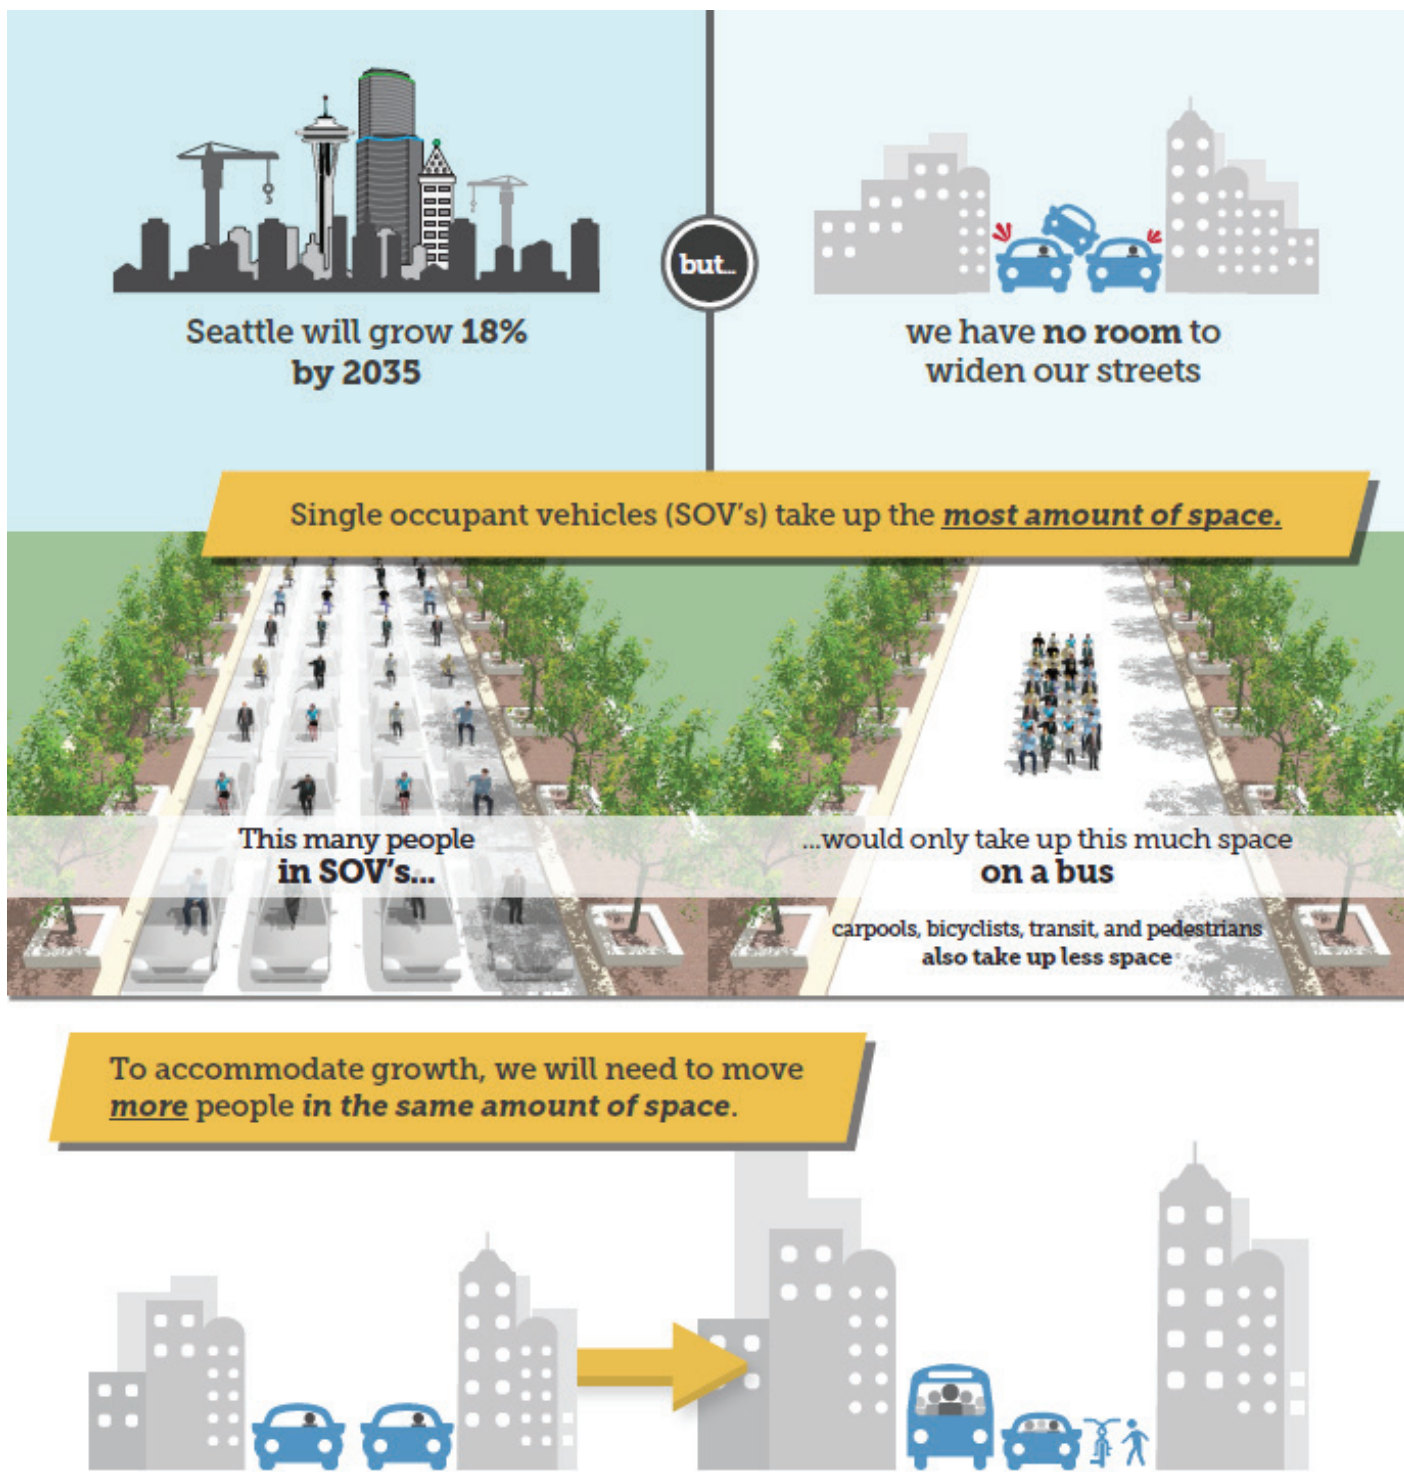 Seattle will grow 18%
by 2035
but...
we have no room to
widen our streets
Single occupant vehicles (SOV's) take up the most amount of space.
This many people
in SOV's...
...would only take up this much space
on a bus
carpools, bicyclists, transit, and pedestrians
also take up less space
To accommodate growth, we will need to move
more people in the same amount of space.